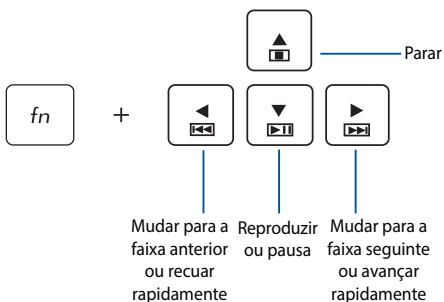 Parar
fn
+
Mudar para a
faixa anterior
ou recuar
rapidamente
Reproduzir
ou pausa
Mudar para a
faixa seguinte
ou avançar
rapidamente